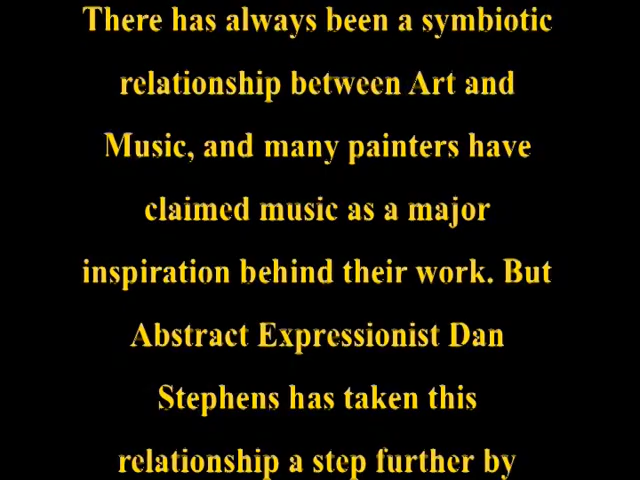 There has always been a symbiotic
relationship between Art and
Music, and many painters have
claimed music as a major
inspiration behind their work. But
Abstract Expressionist Dan
Stephens has taken this
relationship a step further by